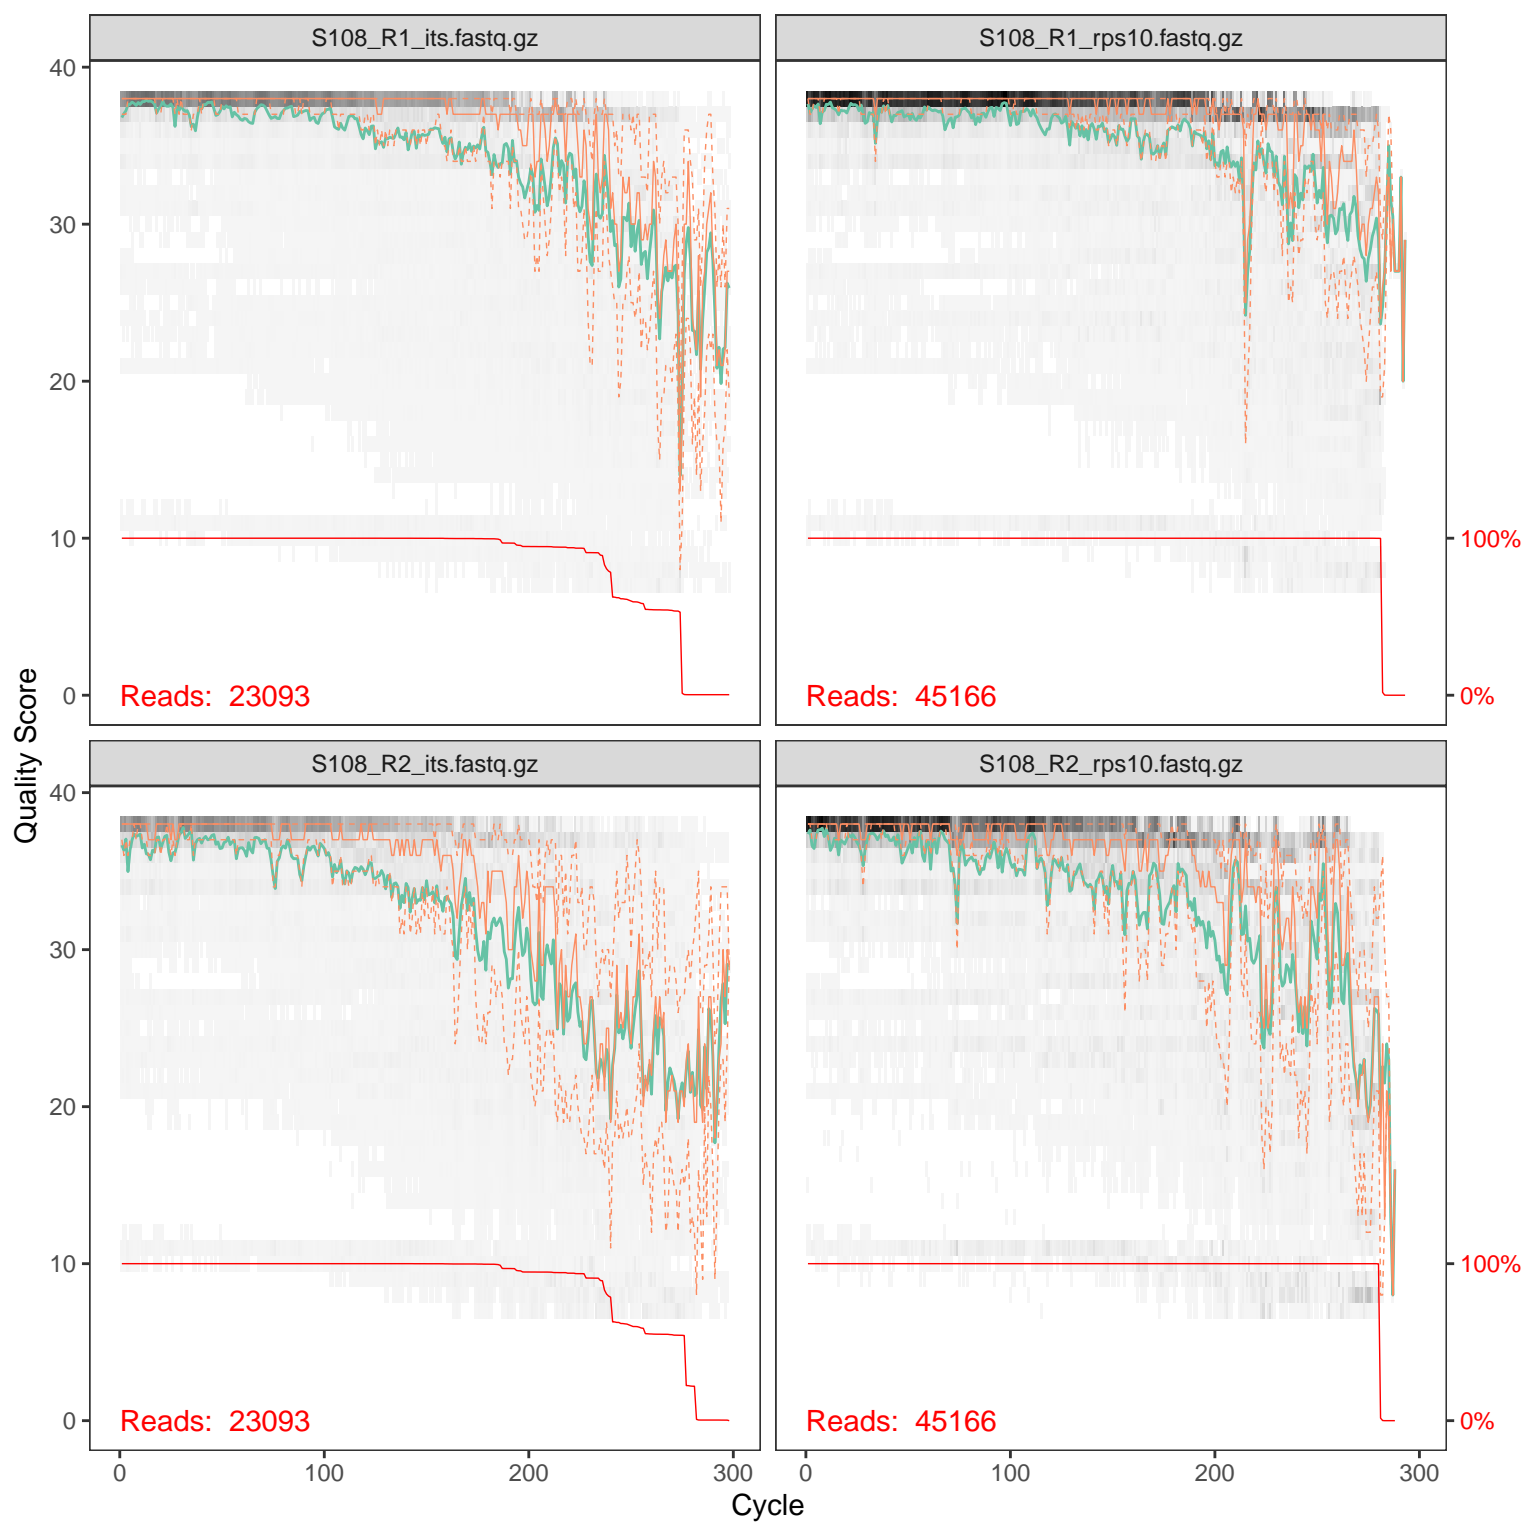 S108_R1_its.fastq.gz
S108_R1_rps10.fastq.gz
40
30
20
10
0
100%
0%
Reads: 23093
Reads: 45166
Quality Score
S108_R2_its.fastq.gz
S108_R2_rps10.fastq.gz
40
30
20
10
0
100%
0%
Reads: 23093
Reads: 45166
0 100 200 300
0 100 200 300
Cycle